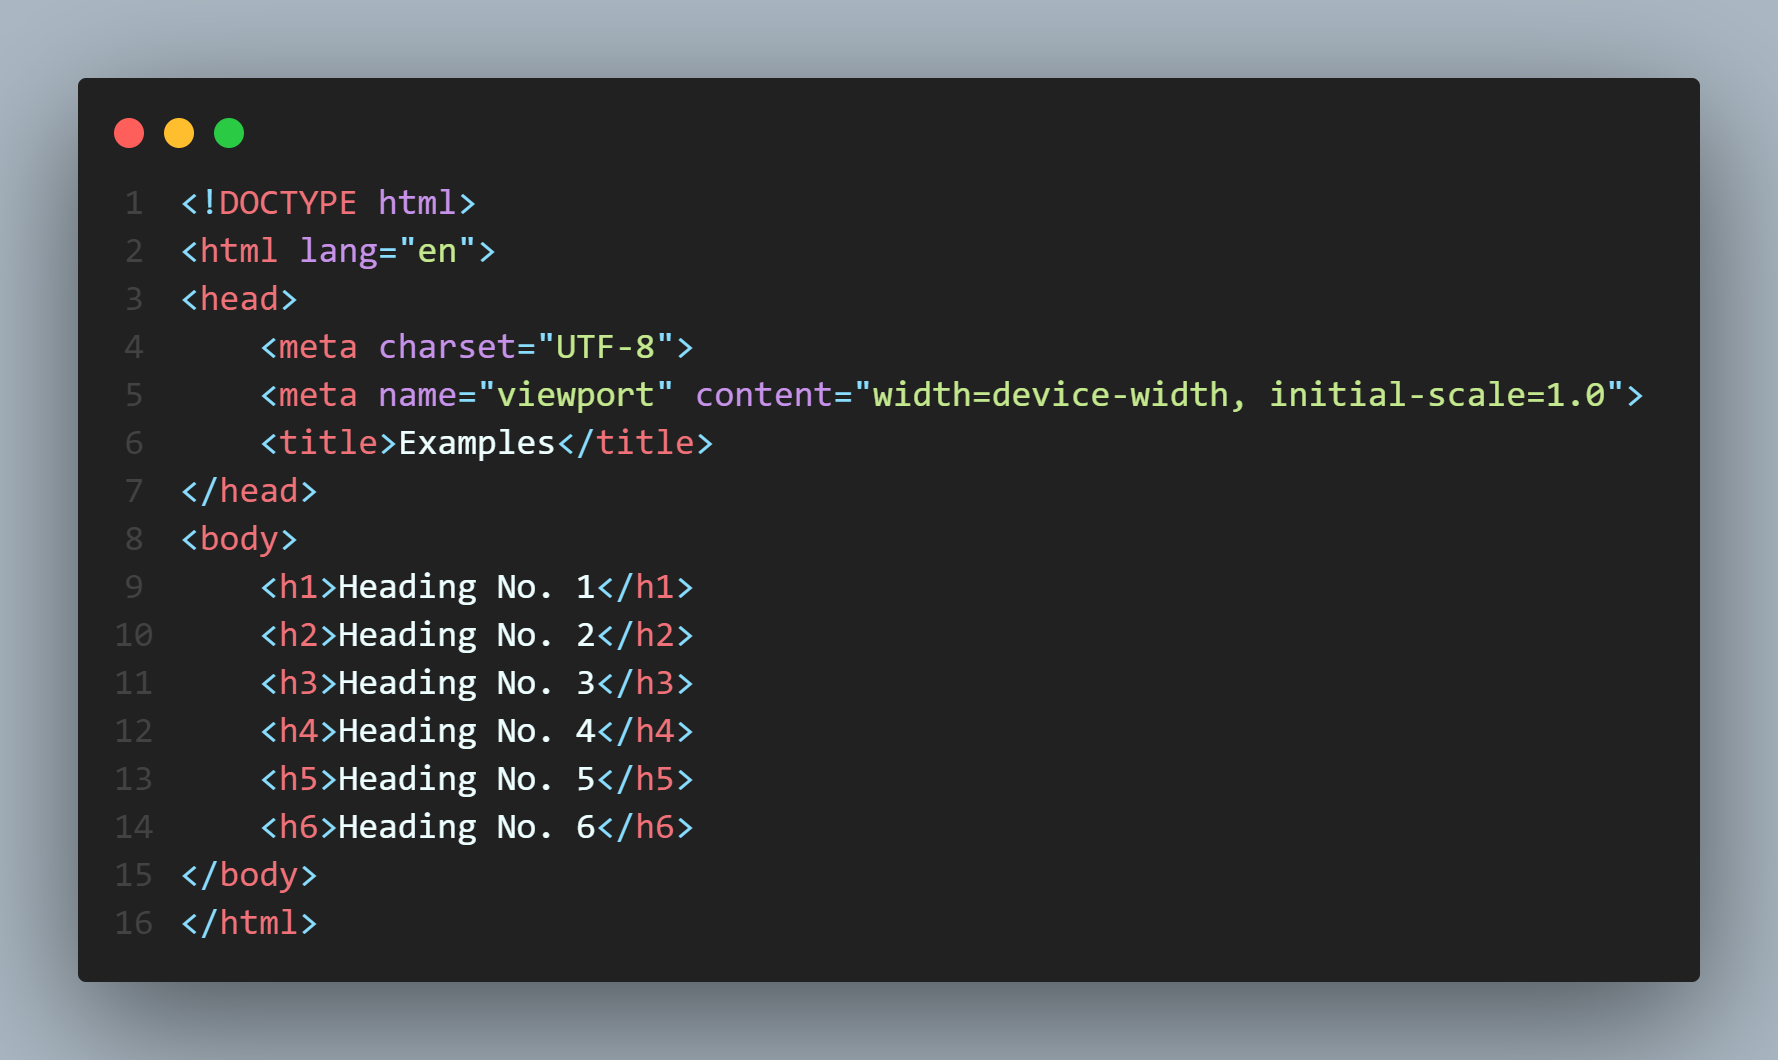 1 <!DOCTYPE html>
2 <html lang="en">
3 <head>
4     <meta charset="UTF-8">
5     <meta name="viewport" content="width=device-width, initial-scale=1.0">
6     <title>Examples</title>
7 </head>
8 <body>
9     <h1>Heading No. 1</h1>
10     <h2>Heading No. 2</h2>
11     <h3>Heading No. 3</h3>
12     <h4>Heading No. 4</h4>
13     <h5>Heading No. 5</h5>
14     <h6>Heading No. 6</h6>
15 </body>
16 </html>